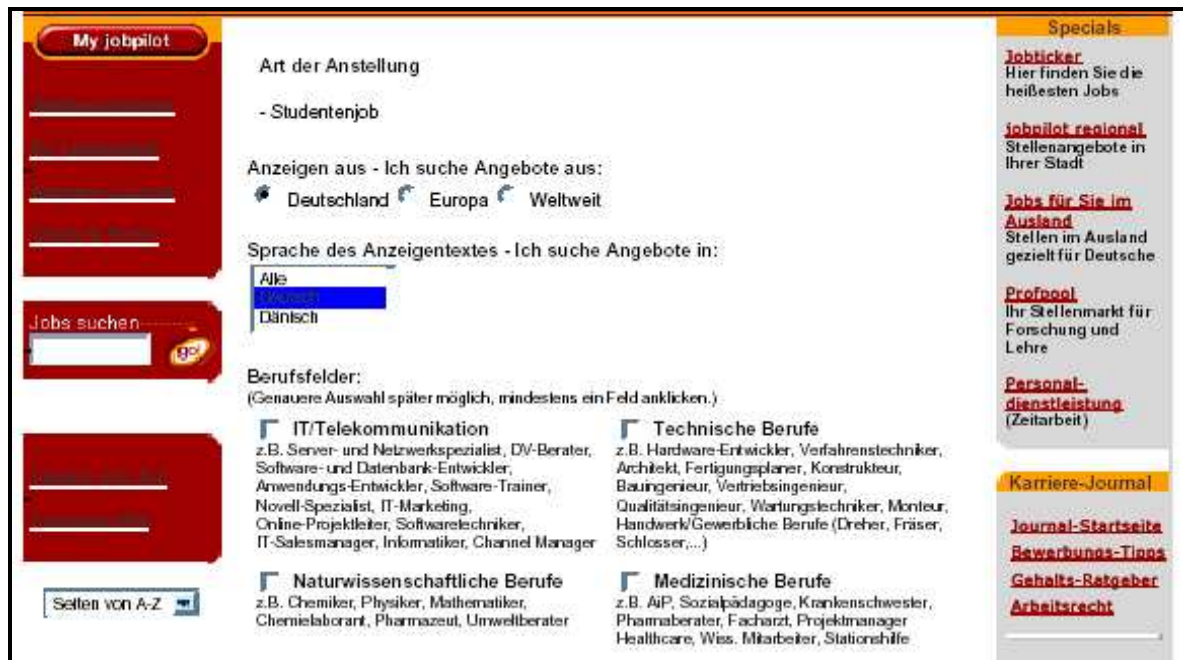 My jobpilot
Jobs suchen
go!
Seiten von A-Z
Art der Anstellung
- Studentenjob
Anzeigen aus - Ich suche Angebote aus:
Deutschland Europa Weltweit
Sprache des Anzeigentextes - Ich suche Angebote in:
Alle
Deutsch
Dänisch
Berufsfelder:
(Genauere Auswahl später möglich, mindestens ein Feld anklicken.)
IT/Telekommunikation
z.B. Server- und Netzwerkspezialist, DV-Berater,
Software- und Datenbank-Entwickler,
Anwendungs-Entwickler, Software-Trainer,
Novell-Spezialist, IT-Marketing,
Online-Projektleiter, Softwaretechniker,
IT-Salesmanager, Informatiker, Channel Manager
Technische Berufe
z.B. Hardware-Entwickler, Verfahrenstechniker,
Architekt, Fertigungsplaner, Konstrukteur,
Bauingenieur, Vertriebsingenieur,
Qualitätsingenieur, Wartungstechniker, Monteur,
Handwerk/Gewerbliche Berufe (Dreher, Fräser,
Schlosser,...)
Naturwissenschaftliche Berufe
z.B. Chemiker, Physiker, Mathematiker,
Chemielaborant, Pharmazeut, Umweltberater
Medizinische Berufe
z.B. AiP, Sozialpädagoge, Krankenschwester,
Pharmaberater, Facharzt, Projektmanager
Healthcare, Wiss. Mitarbeiter, Stationshilfe
Specials
Jobticker
Hier finden Sie die
heißesten Jobs
jobpilot regional
Stellenangebote in
Ihrer Stadt
Jobs für Sie im
Ausland
Stellen im Ausland
gezielt für Deutsche
Profpool
Ihr Stellenmarkt für
Forschung und
Lehre
Personal-
dienstleistung
(Zeitarbeit)
Karriere-Journal
Journal-Startseite
Bewerbungs-Tipps
Gehalts-Ratgeber
Arbeitsrecht